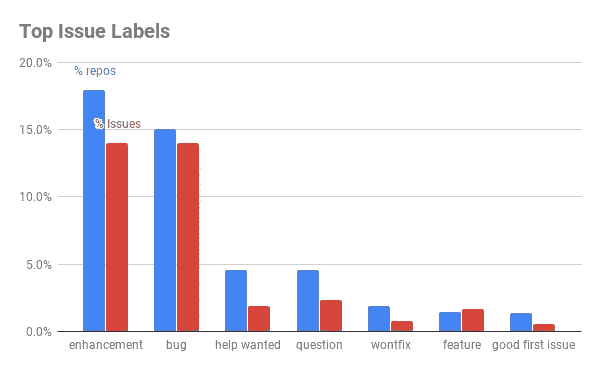 Top Issue Labels
20.0%
% repos
% Issues
15.0%
10.0%
5.0%
0.0%
enhancement bug help wanted question wontfix feature good first issue